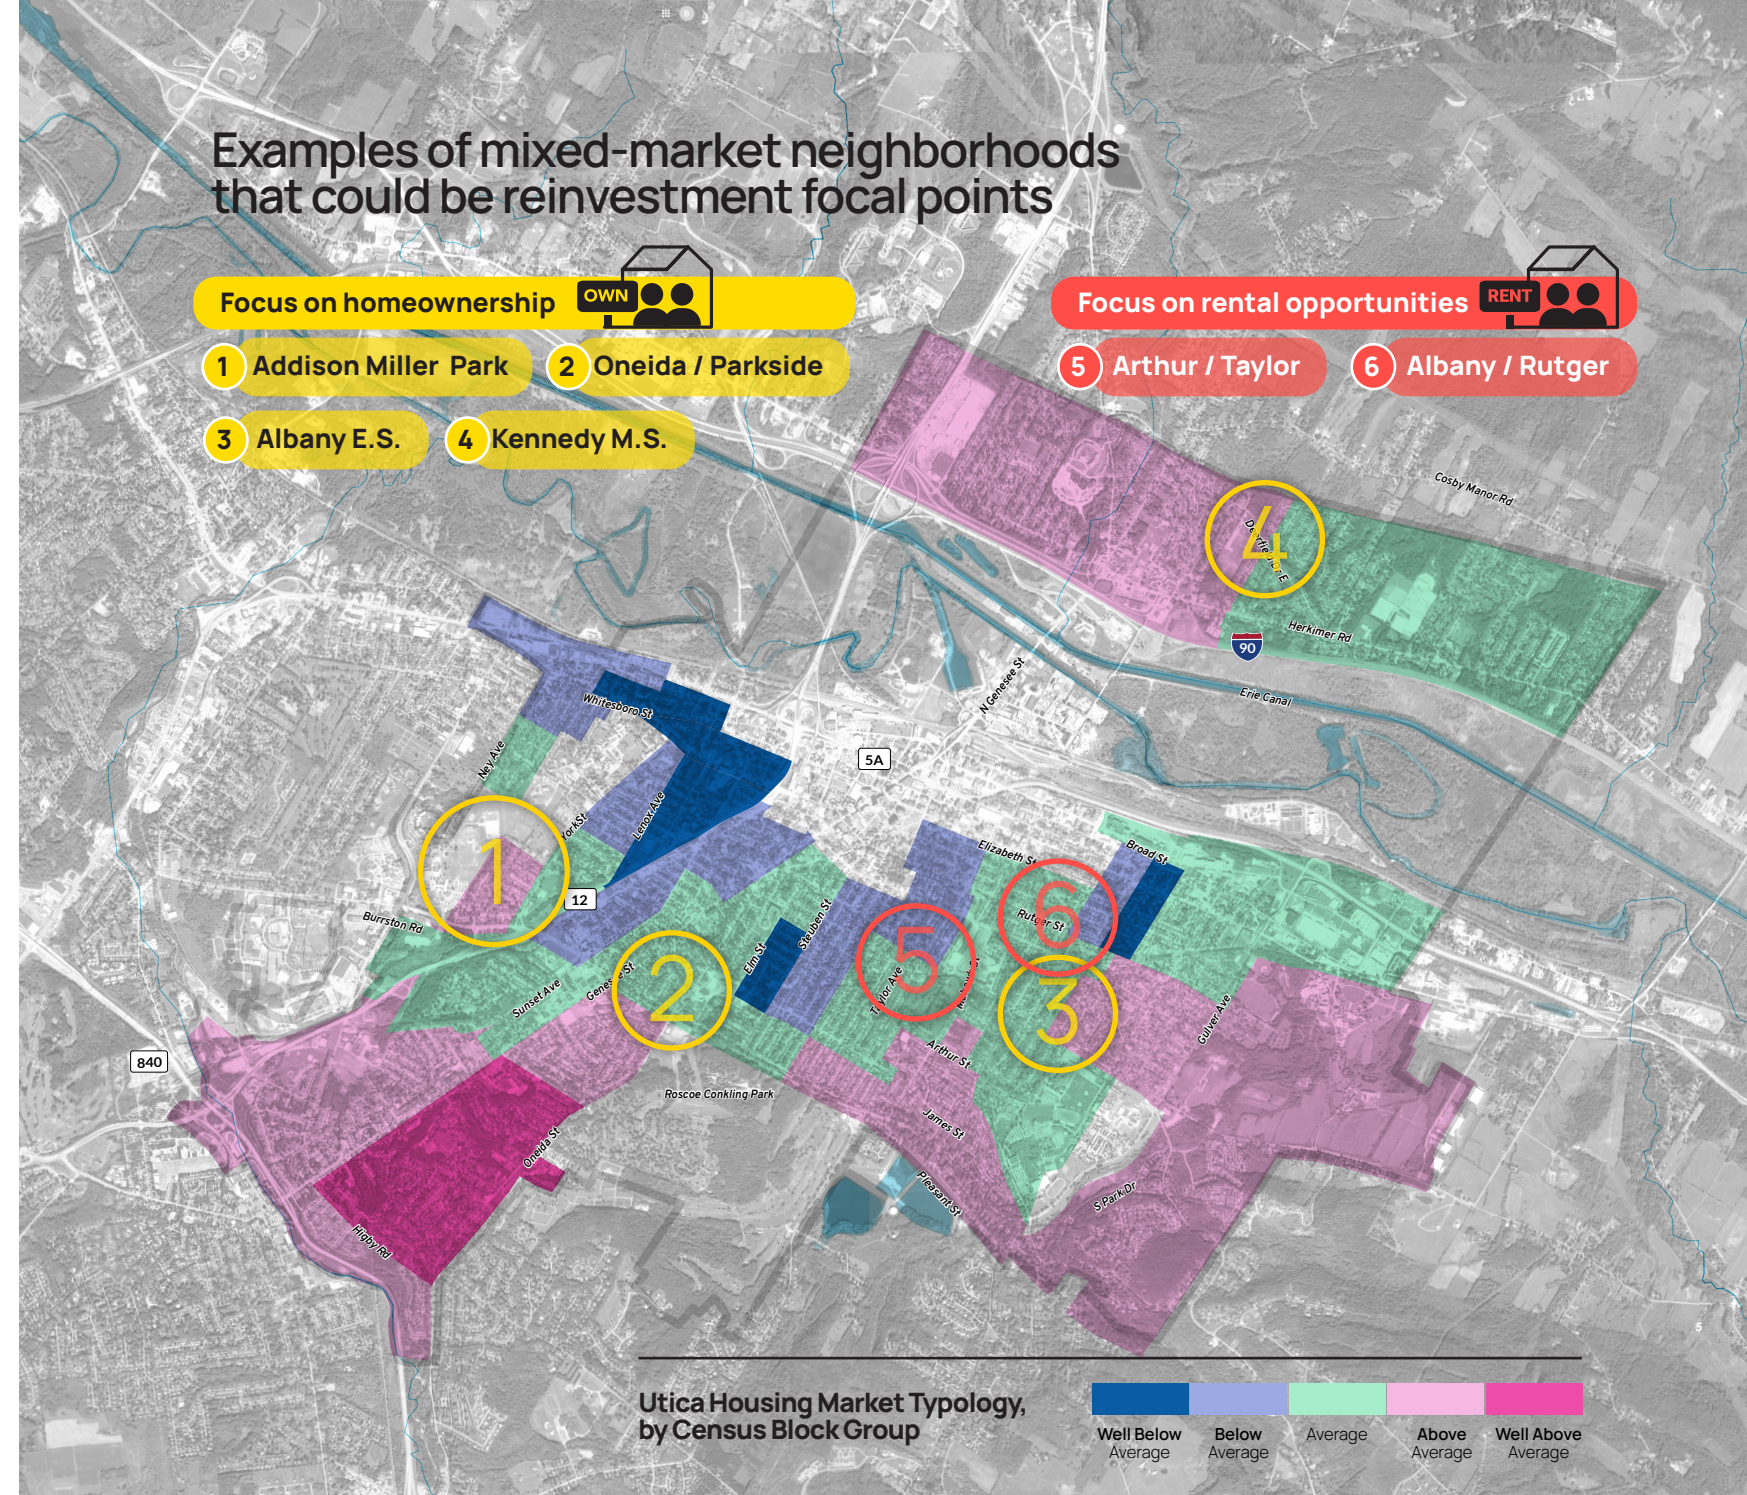 Examples of mixed-market neighborhoods
that could be reinvestment focal points
Focus on homeownership
OWN
Focus on rental opportunities
RENT
1 Addison Miller Park
2 Oneida / Parkside
5 Arthur / Taylor
6 Albany / Rutger
3 Albany E.S.
4 Kennedy M.S.
Cosby Manor Rd
4
Deerfield Dr E
Herkimer Rd
90
Erie Canal
N Genesee St
Whitesboro St
Ney Ave
5A
Lenox Ave
York St
1
12
Burrston Rd
Elizabeth St
Broad St
6
Rutger St
Steuben St
Elm St
5
Taylor Ave
2
Genesee St
Sunset Ave
3
Culver Ave
Arthur St
840
Roscoe Conkling Park
James St
Oneida St
Pleasant St
S Park Dr
Higby Rd
5
Utica Housing Market Typology,
by Census Block Group
Well Below
Average
Below
Average
Average
Above
Average
Well Above
Average